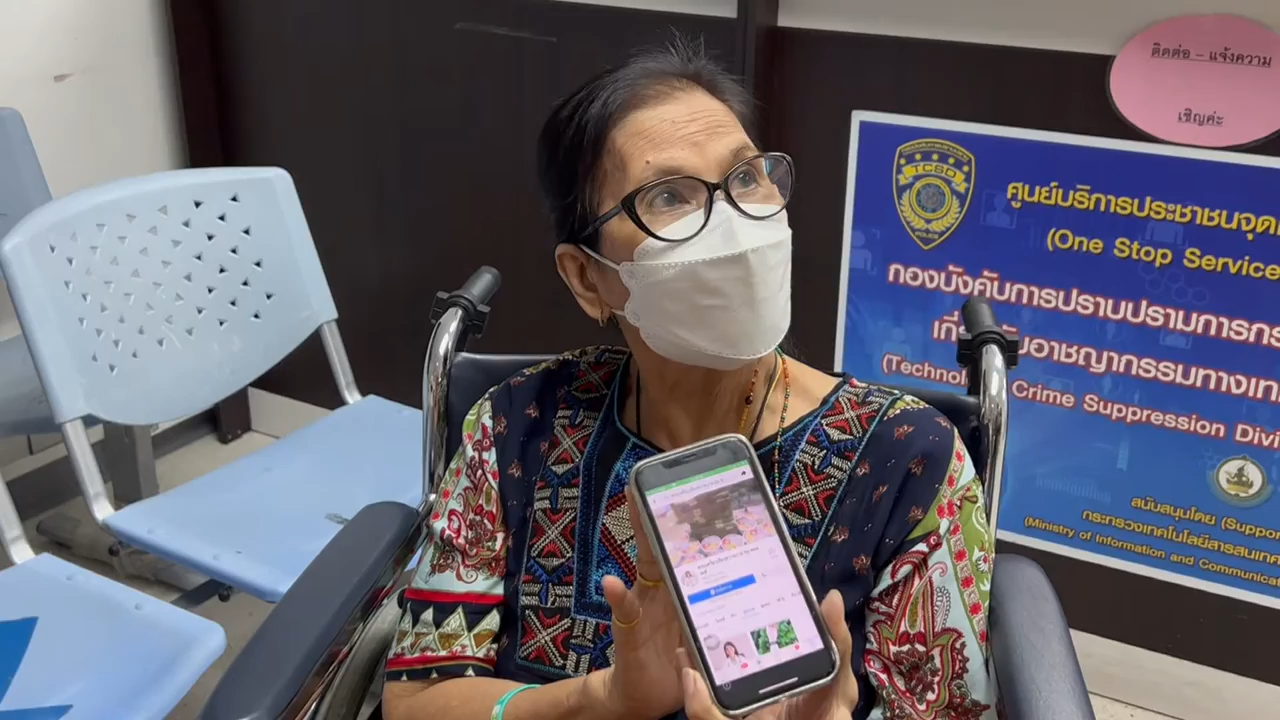 ติดต่อ – แจ้งความ
เชิญค่ะ
TCSD
POLICE
ศูนย์บริการประชาชนจุด
(One Stop Service
กองบังคับการปราบปรามการกร
อาชญากรรมทางเท
(Technol Crime Suppression Divi
สนับสนุนโดย (Suppor
กระทรวงเทคโนโลยีสารสนเท
(Ministry of Information and Communicat